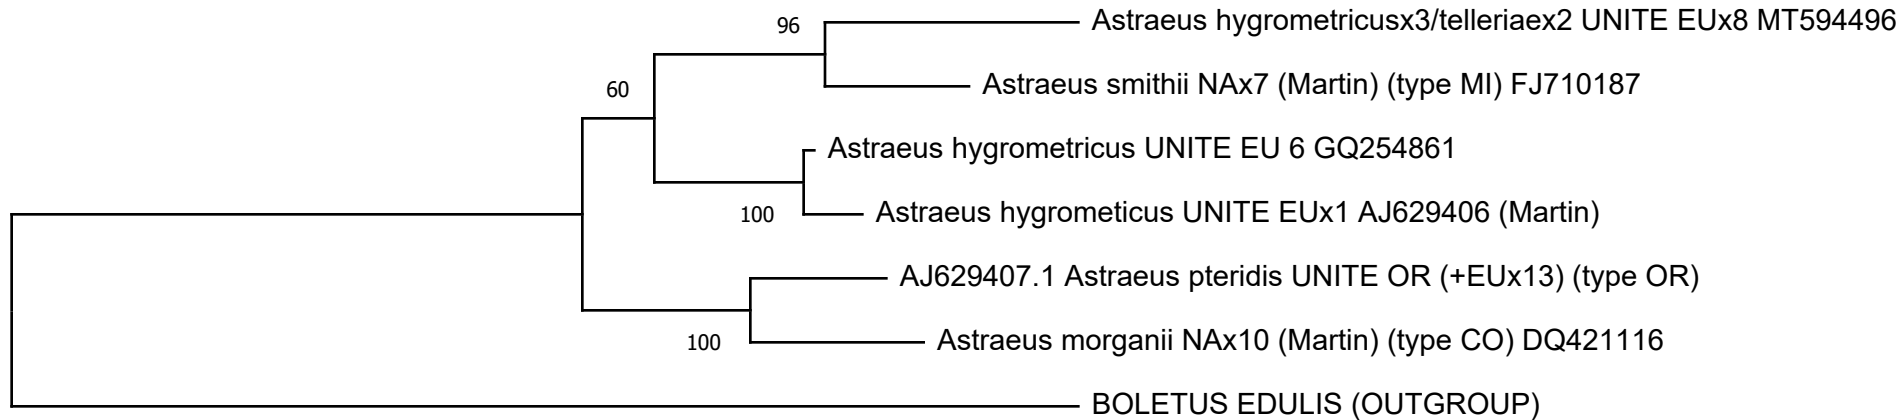 96
Astraeus hygrometricusx3/telleriaex2 UNITE EUx8 MT594496
60
Astraeus smithii NAx7 (Martin) (type MI) FJ710187
Astraeus hygrometricus UNITE EU 6 GQ254861
100
Astraeus hygrometicus UNITE EUx1 AJ629406 (Martin)
AJ629407.1 Astraeus pteridis UNITE OR (+EUx13) (type OR)
100
Astraeus morganii NAx10 (Martin) (type CO) DQ421116
BOLETUS EDULIS (OUTGROUP)